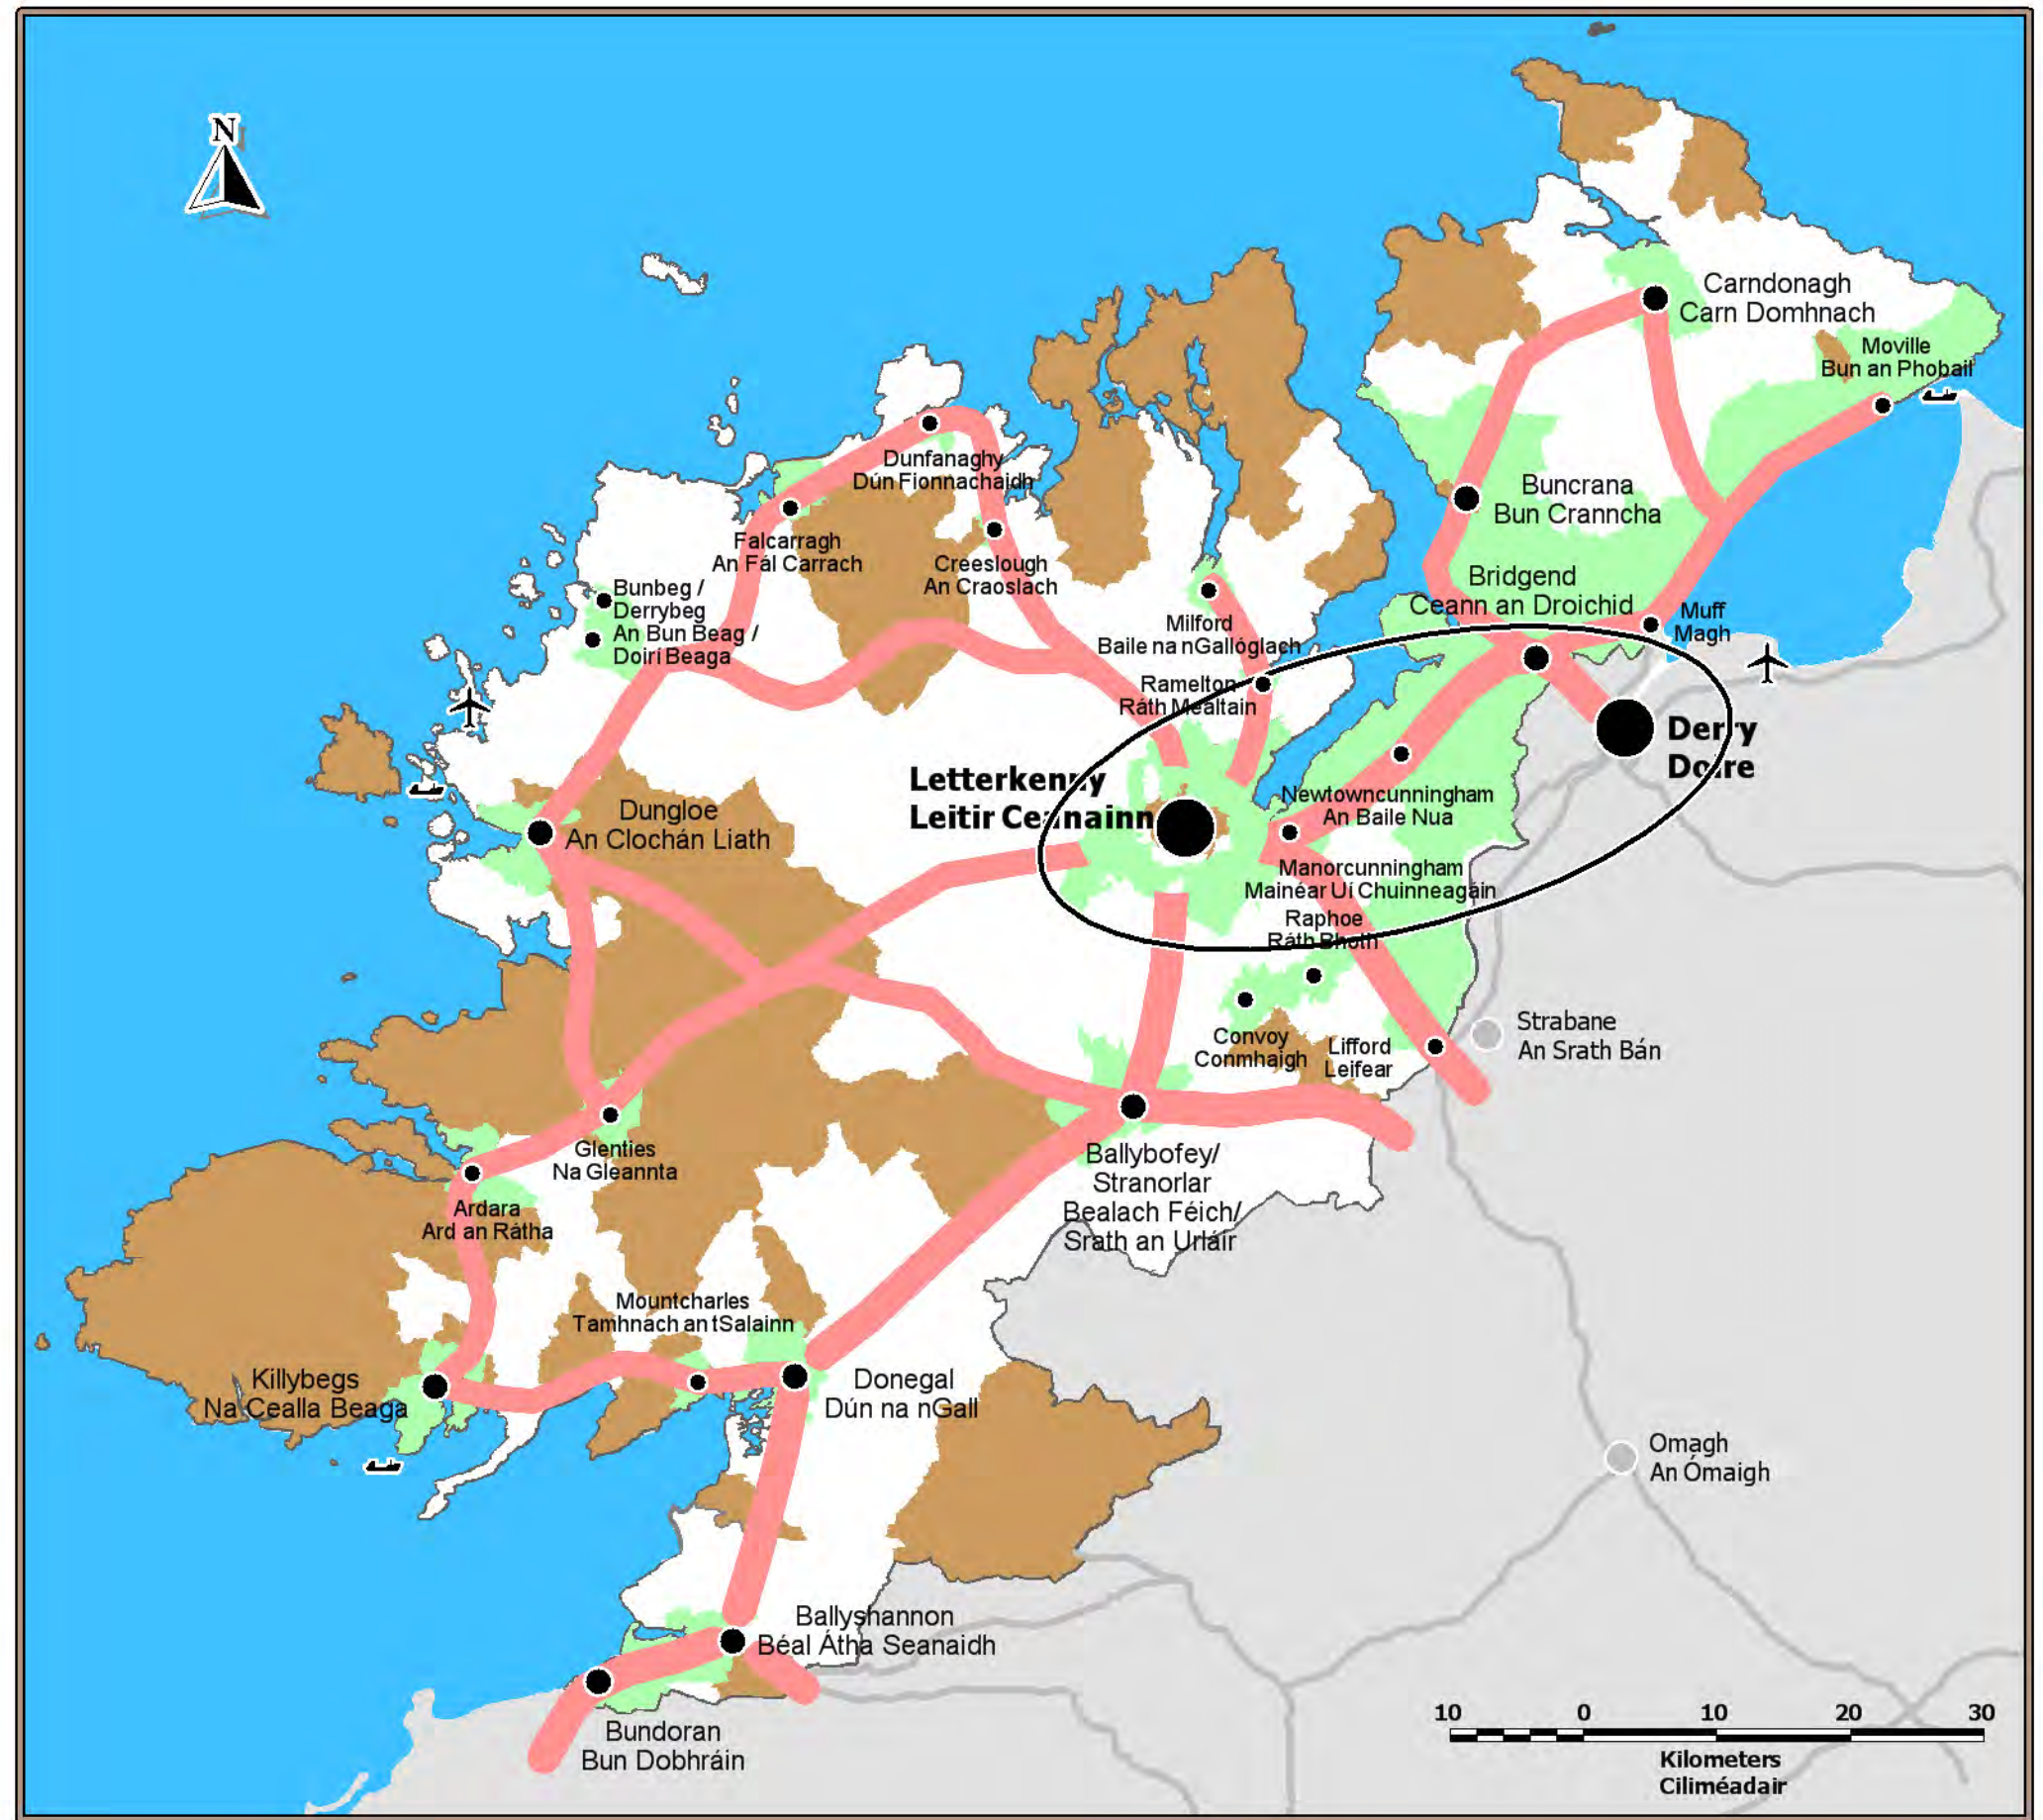 N
Carndonagh
Carn Domhnach
Moville
Bun an Phobail
Dunfanaghy
Dún Fionnachaidh
Buncrana
Bun Cranncha
Falcarragh
An Fál Carrach
Creeslough
An Craoslach
Bridgend
Ceann an Droichid
Bunbeg /
Derrybeg
An Bun Beag /
Doirí Beaga
Milford
Baile na nGallóglach
Muff
Magh
Ramelton
Ráth Mealtain
Derry
Doire
Letterkenny
Leitir Ceanainn
Newtowncunningham
An Baile Nua
Dungloe
An Clochán Liath
Manorcunningham
Mainéar Uí Chuinneagáin
Raphoe
Ráth Bhoth
Strabane
An Srath Bán
Convoy
Conmhaigh
Lifford
Leifear
Glenties
Na Gleannta
Ballybofey/
Stranorlar
Bealach Féich/
Srath an Urláir
Ardara
Ard an Rátha
Mountcharles
Tamhnach an tSalainn
Killybegs
Na Cealla Beaga
Donegal
Dún na nGall
Omagh
An Ómaigh
Ballyshannon
Béal Átha Seanaidh
Bundoran
Bun Dobhráin
10 0 10 20 30
Kilometers
Ciliméadair